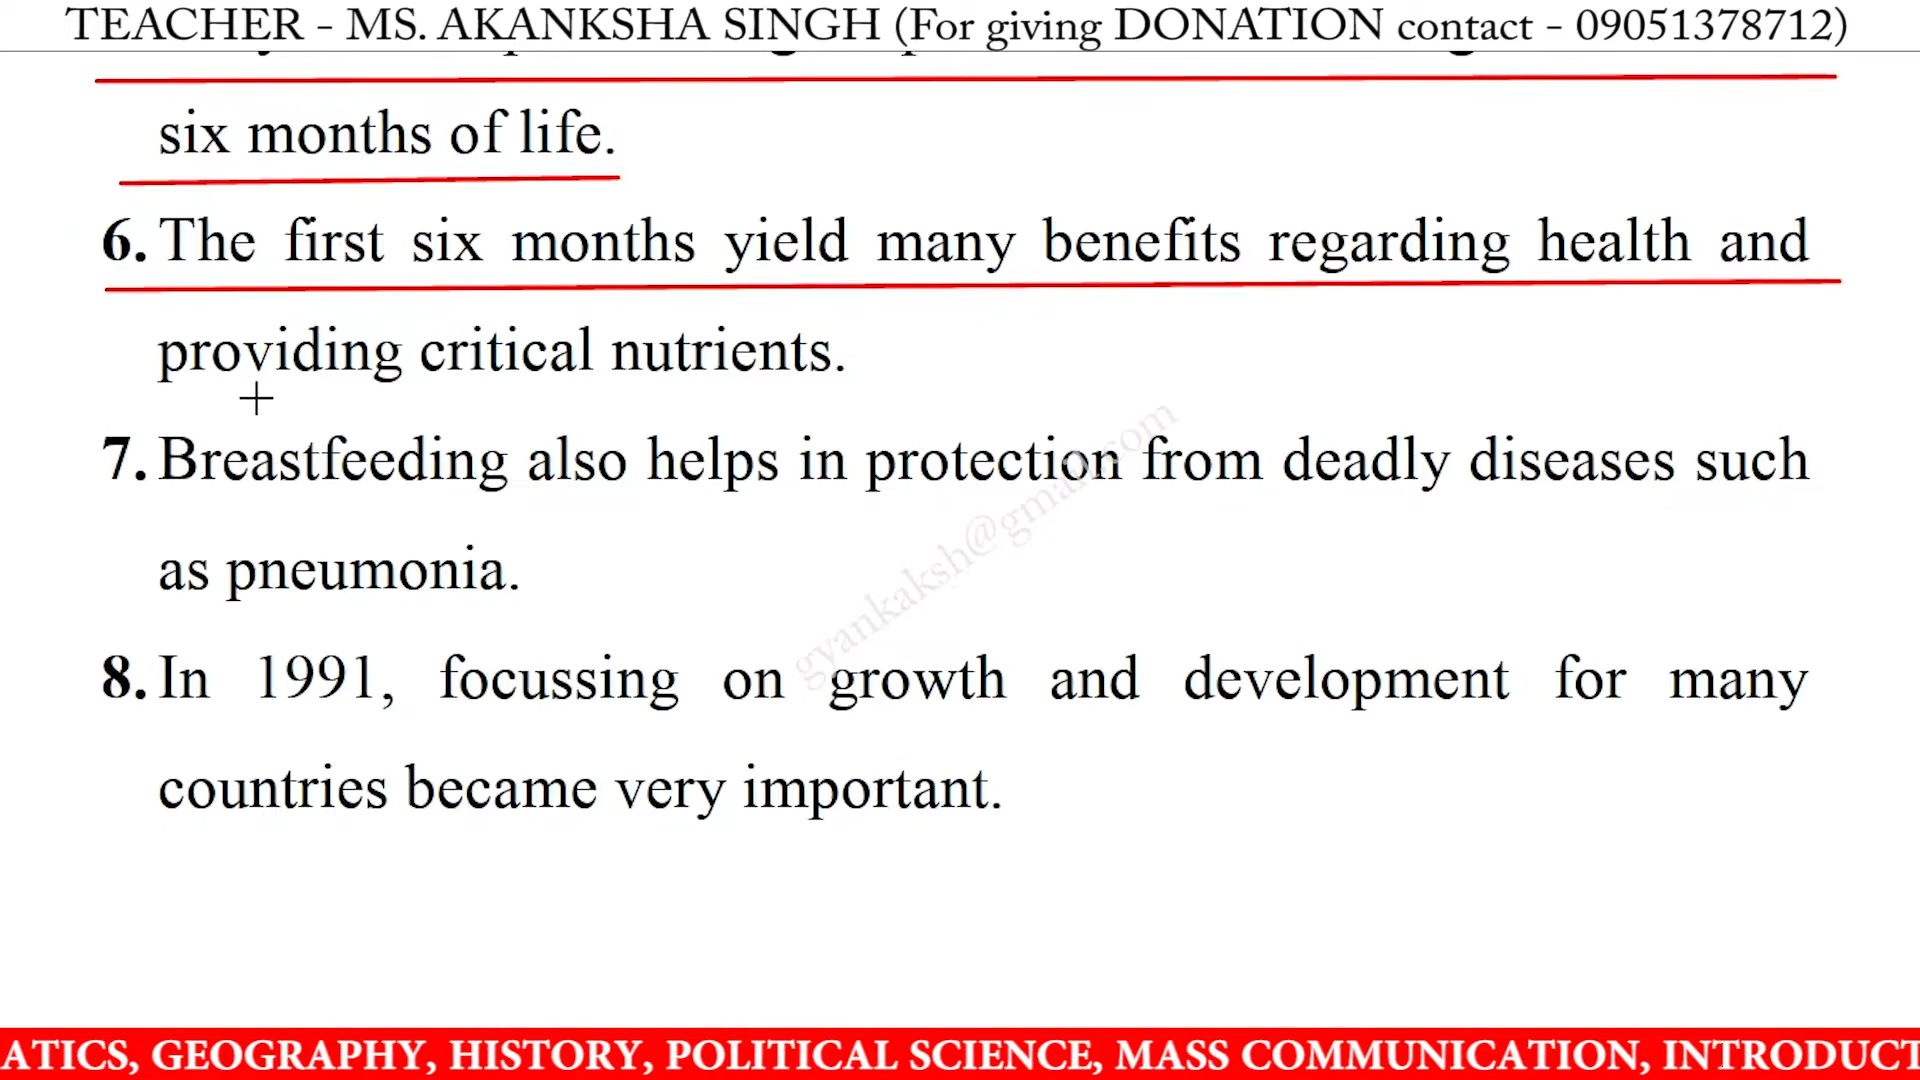 TEACHER - MS. AKANKSHA SINGH (For giving DONATION contact - 09051378712)
six months of life.
6. The first six months yield many benefits regarding health and
providing critical nutrients.
7. Breastfeeding also helps in protection from deadly diseases such
as pneumonia.
8. In 1991, focussing on growth and development for many
countries became very important.
gyankaksh@gmail.com
ATICS, GEOGRAPHY, HISTORY, POLITICAL SCIENCE, MASS COMMUNICATION, INTRODUCT